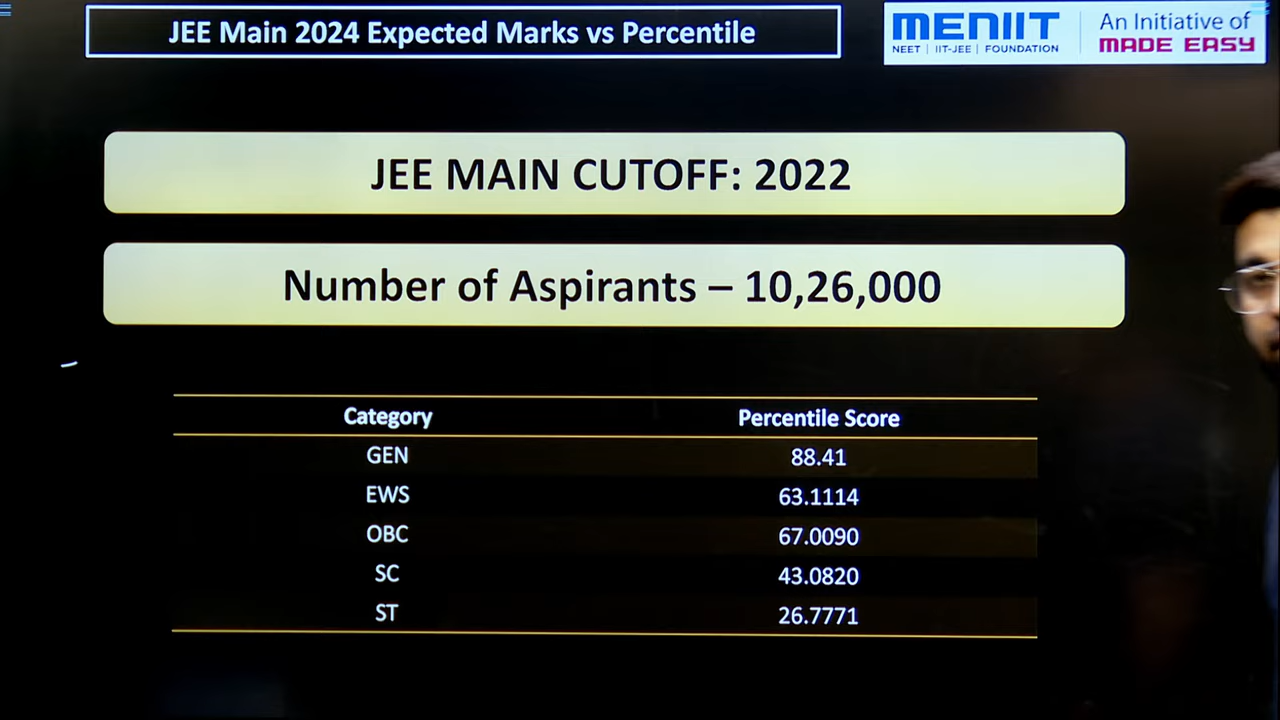 JEE Main 2024 Expected Marks vs Percentile
MENIIT
NEET | IIT-JEE | FOUNDATION
An Initiative of
MADE EASY
JEE MAIN CUTOFF: 2022
Number of Aspirants – 10,26,000
Category Percentile Score
GEN 88.41
EWS 63.1114
OBC 67.0090
SC 43.0820
ST 26.7771